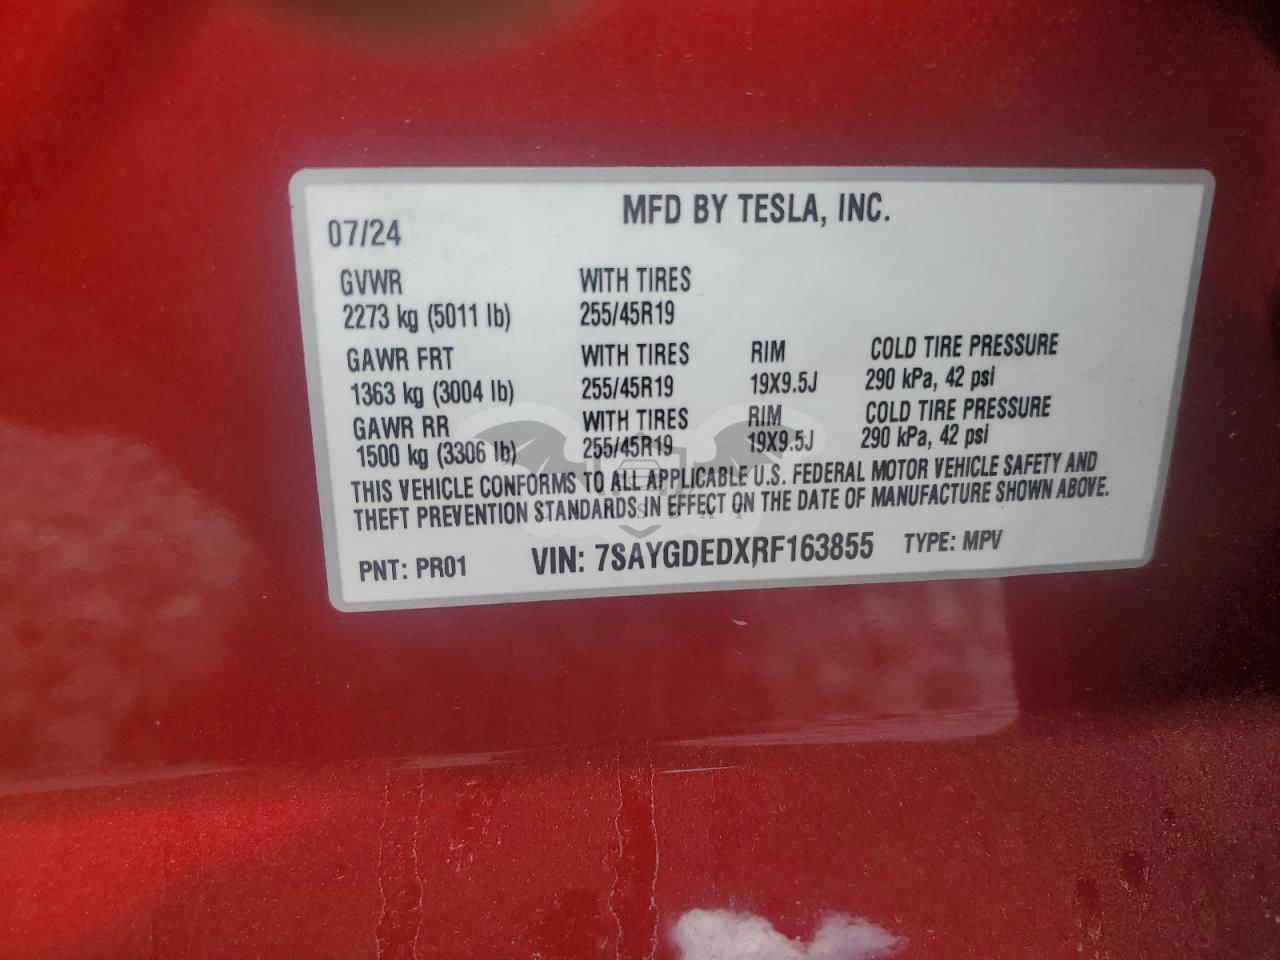 MFD BY TESLA, INC.
07/24
GVWR WITH TIRES
2273 kg (5011 lb) 255/45R19
GAWR FRT WITH TIRES RIM COLD TIRE PRESSURE
1363 kg (3004 lb) 255/45R19 19X9.5J 290 kPa, 42 psi
GAWR RR WITH TIRES RIM COLD TIRE PRESSURE
1500 kg (3306 lb) 255/45R19 19X9.5J 290 kPa, 42 psi
THIS VEHICLE CONFORMS TO ALL APPLICABLE U.S. FEDERAL MOTOR VEHICLE SAFETY AND
THEFT PREVENTION STANDARDS IN EFFECT ON THE DATE OF MANUFACTURE SHOWN ABOVE.
PNT: PR01 VIN: 7SAYGDEDXRF163855 TYPE: MPV